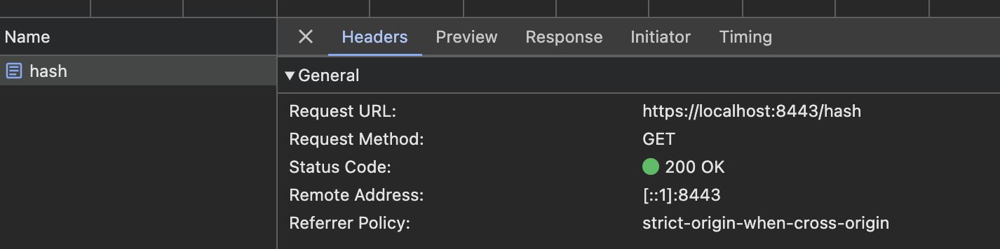 Name
Headers Preview Response Initiator Timing
hash
General
Request URL: https://localhost:8443/hash
Request Method: GET
Status Code: 200 OK
Remote Address: [::1]:8443
Referrer Policy: strict-origin-when-cross-origin